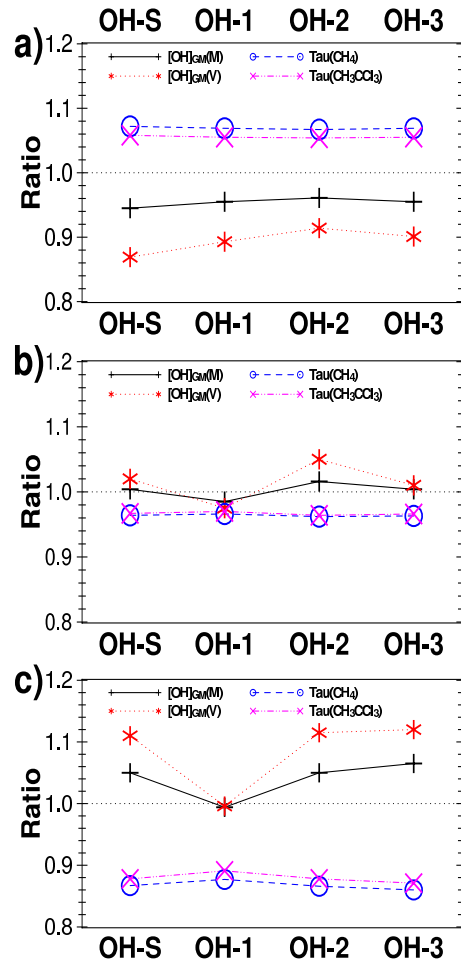 OH-S OH-1 OH-2 OH-3
a)
1.2
[OH]GM(M) Tau(CH4)
[OH]GM(V) Tau(CH3CCl3)
1.1
1.0
0.9
0.8
Ratio
OH-S OH-1 OH-2 OH-3
b)
1.2
[OH]GM(M) Tau(CH4)
[OH]GM(V) Tau(CH3CCl3)
1.1
1.0
0.9
0.8
Ratio
OH-S OH-1 OH-2 OH-3
c)
1.2
[OH]GM(M) Tau(CH4)
[OH]GM(V) Tau(CH3CCl3)
1.1
1.0
0.9
0.8
Ratio
OH-S OH-1 OH-2 OH-3